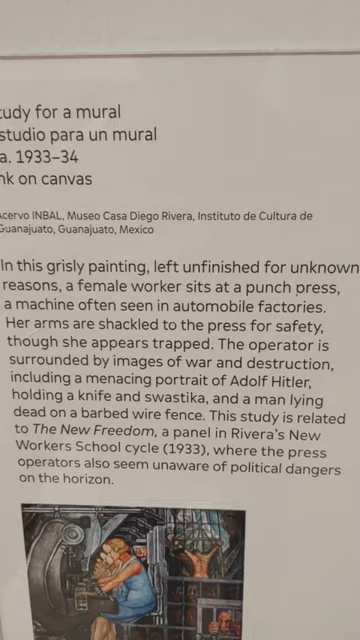 tudy for a mural
studio para un mural
a. 1933–34
nk on canvas
Acervo INBAL, Museo Casa Diego Rivera, Instituto de Cultura de
Guanajuato, Guanajuato, Mexico
In this grisly painting, left unfinished for unknown
reasons, a female worker sits at a punch press,
a machine often seen in automobile factories.
Her arms are shackled to the press for safety,
though she appears trapped. The operator is
surrounded by images of war and destruction,
including a menacing portrait of Adolf Hitler,
holding a knife and swastika, and a man lying
dead on a barbed wire fence. This study is related
to The New Freedom, a panel in Rivera's New
Workers School cycle (1933), where the press
operators also seem unaware of political dangers
on the horizon.